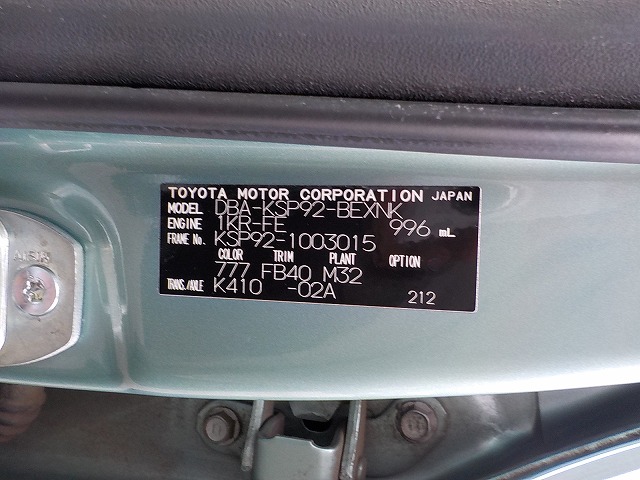 TOYOTA MOTOR CORPORATION JAPAN
MODEL DBA-KSP92-BEXNK
ENGINE 1KR-FE 996 mL
FRAME No. KSP92-1003015
COLOR TRIM PLANT OPTION
777 FB40 M32
TRANS./AXLE K410 -02A
212
AISIN